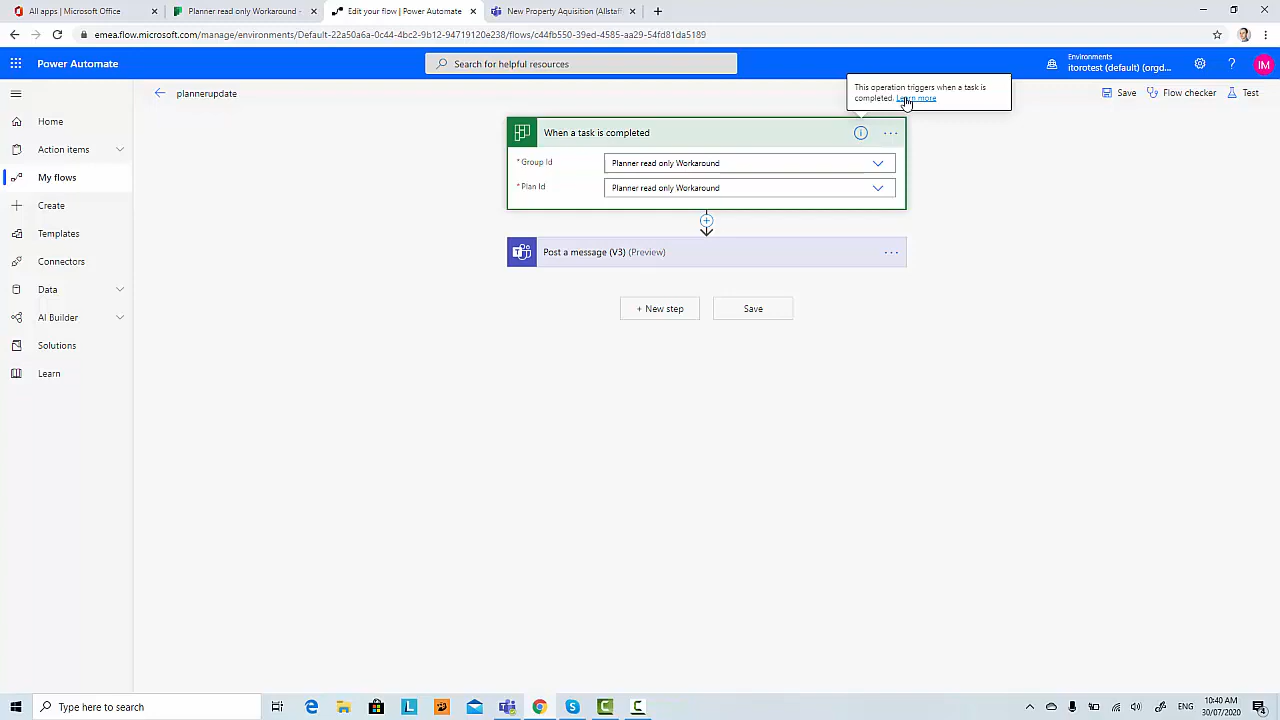 All apps | Microsoft Office
Planner read only Workaround -
Edit your flow | Power Automate
New Property Aquisition (Allstaff
emea.flow.microsoft.com/manage/environments/Default-22a50a6a-0c44-4bc2-9b12-94719120e238/flows/c44fb550-39ed-4585-aa29-54fd81da5189
Power Automate
Search for helpful resources
Environments
itorotest (default) (orgd...
IM
plannerupdate
This operation triggers when a task is
completed. Learn more
Save
Flow checker
Test
Home
Action items
My flows
Create
Templates
Connectors
Data
AI Builder
Solutions
Learn
When a task is completed
* Group Id
Planner read only Workaround
* Plan Id
Planner read only Workaround
Post a message (V3) (Preview)
+ New step
Save
Type here to search
ENG
10:40 AM
30/07/2020